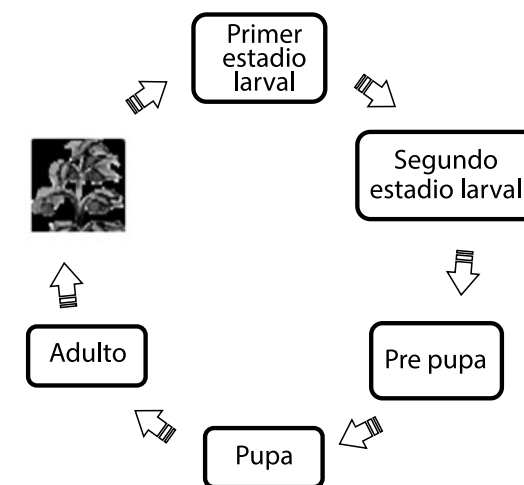 Primer
estadio
larval
Segundo
estadio larval
Pre pupa
Pupa
Adulto